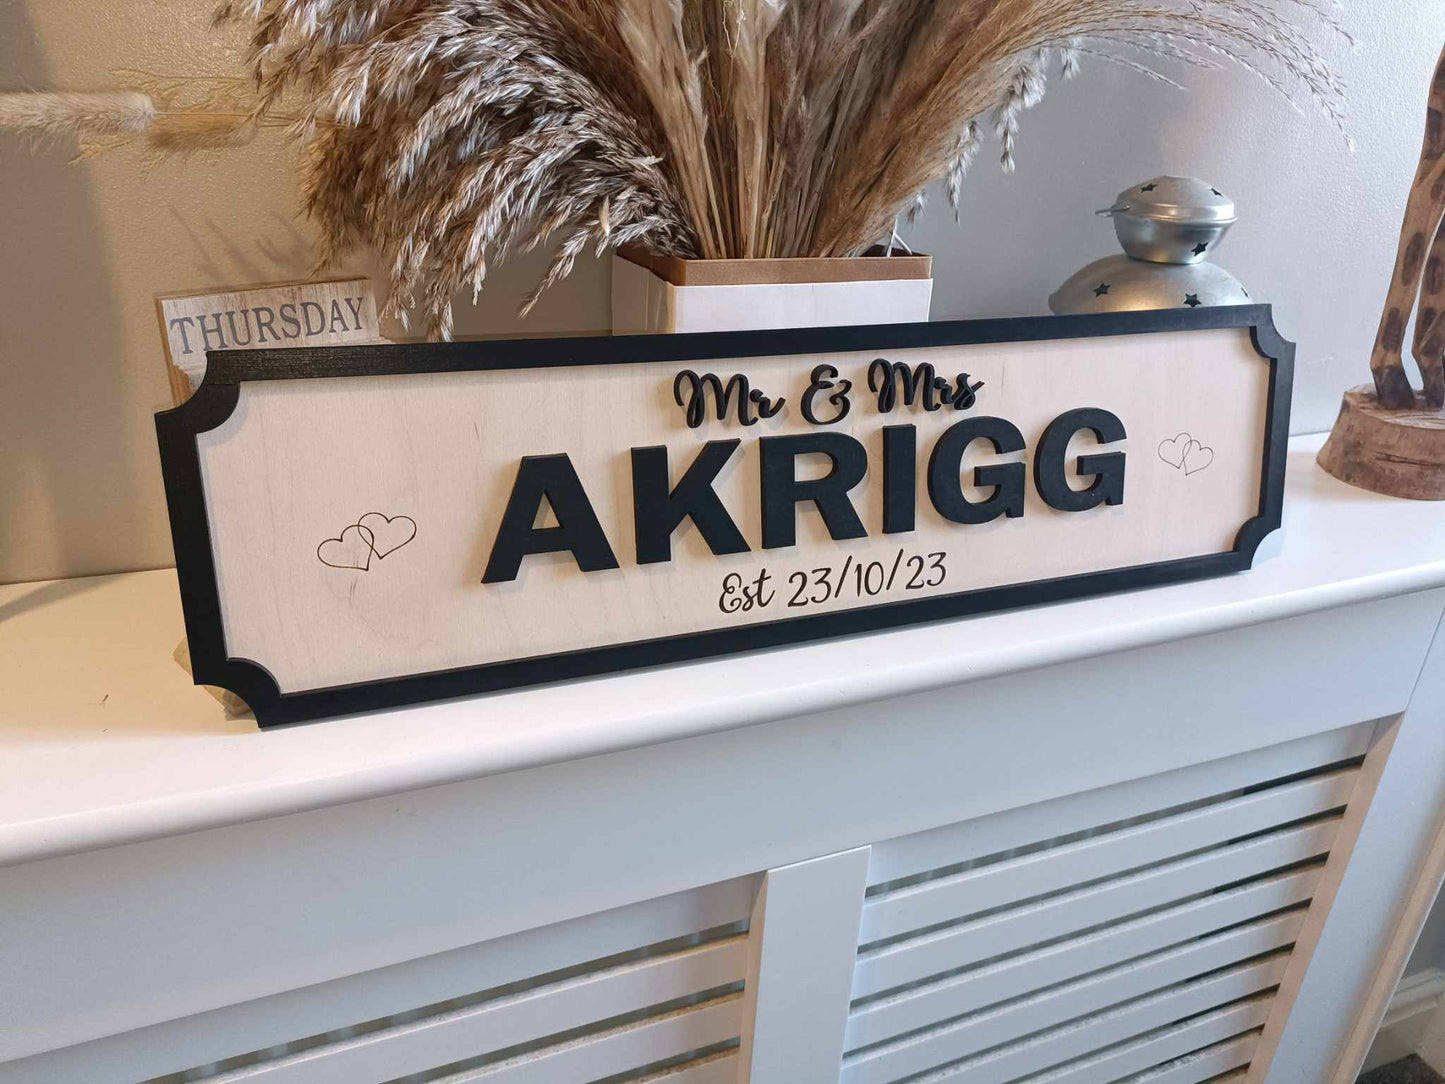 THURSDAY
Mr & Mrs
AKRIGG
Est 23/10/23